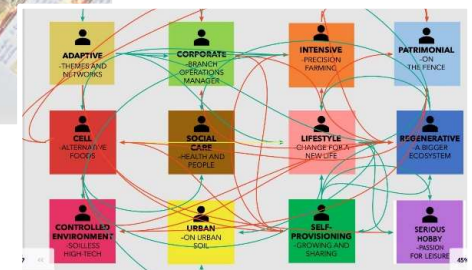 ADAPTIVE
-THEMES AND
NETWORKS
CORPORATE
-BRANCH
OPERATIONS
MANAGER
INTENSIVE
-PRECISION
FARMING
PATRIMONIAL
-ON
THE FENCE
CELL
-ALTERNATIVE
FOODS
SOCIAL
CARE
-HEALTH AND
PEOPLE
LIFESTYLE
-CHANGE FOR A
NEW LIFE
REGENERATIVE
-A BIGGER
ECOSYSTEM
CONTROLLED
ENVIRONMENT
-SOILLESS
HIGH-TECH
URBAN
-ON URBAN
SOIL
SELF-
PROVISIONING
-GROWING AND
SHARING
SERIOUS
HOBBY
-PASSION
FOR LEISURE